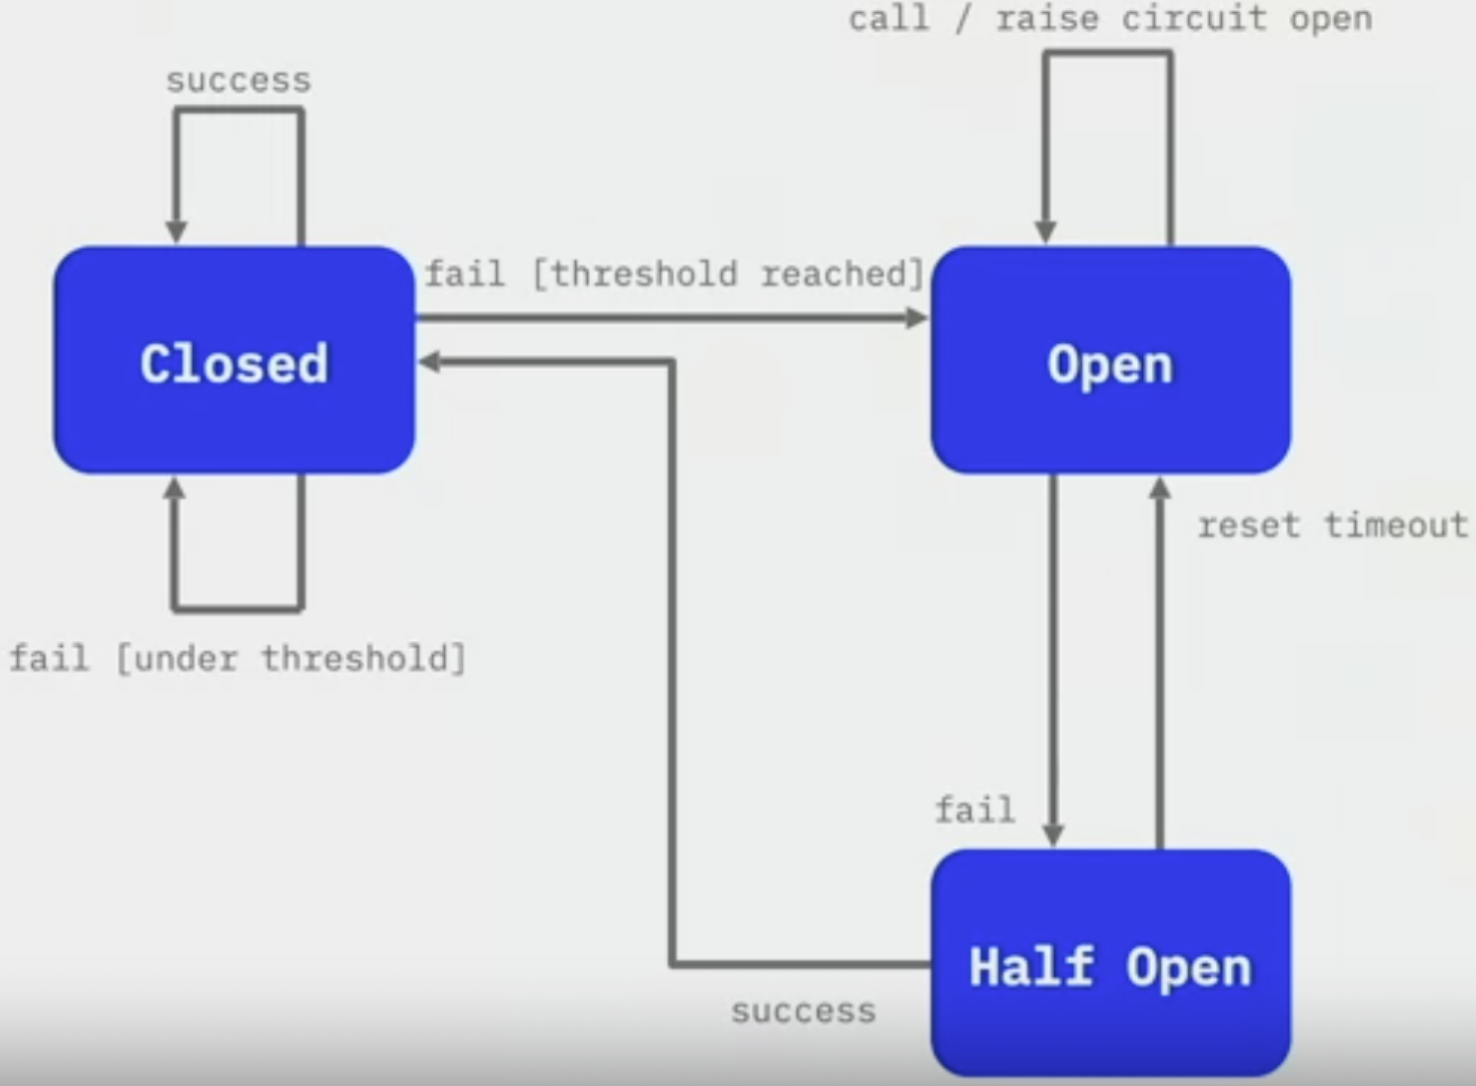 call / raise circuit open
success
fail [threshold reached]
Closed
Open
reset timeout
fail [under threshold]
fail
Half Open
success